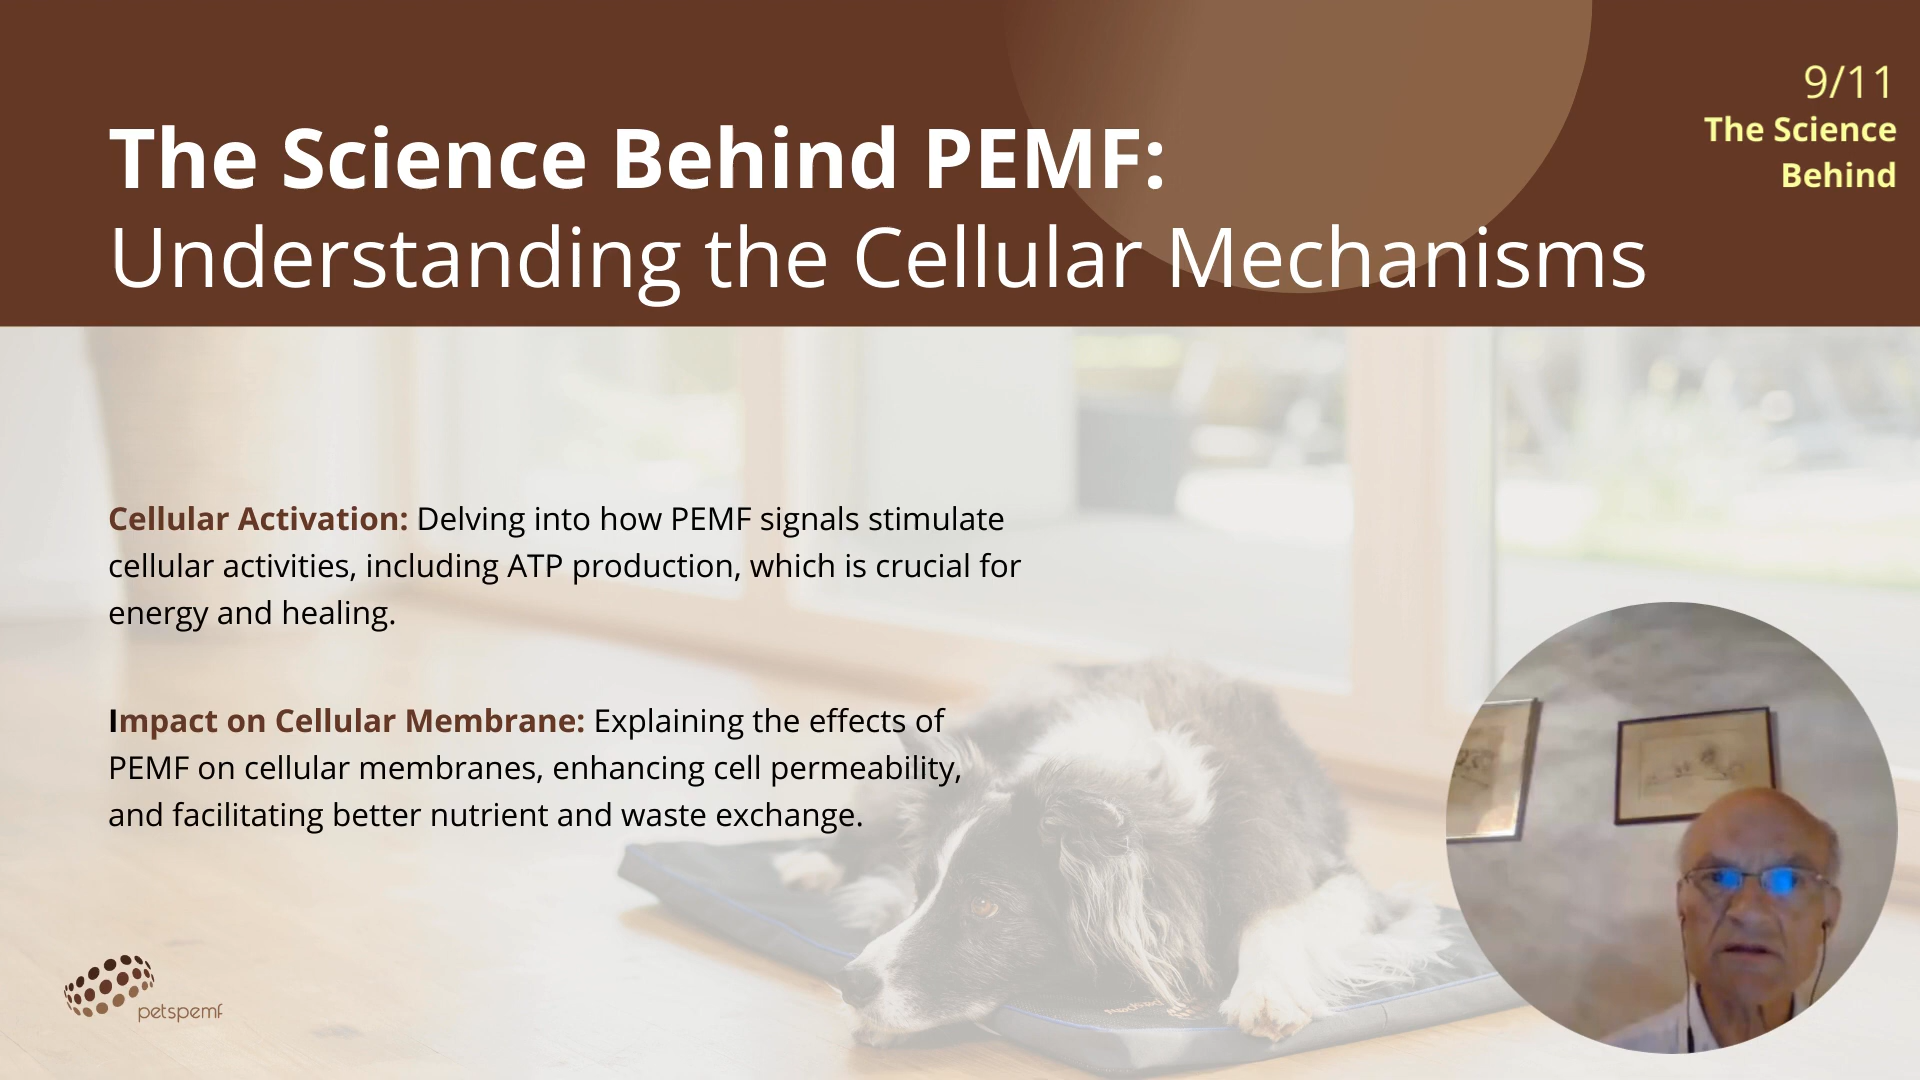 The Science Behind PEMF:
Understanding the Cellular Mechanisms
9/11
The Science
Behind
Cellular Activation: Delving into how PEMF signals stimulate
cellular activities, including ATP production, which is crucial for
energy and healing.
Impact on Cellular Membrane: Explaining the effects of
PEMF on cellular membranes, enhancing cell permeability,
and facilitating better nutrient and waste exchange.
petspemf